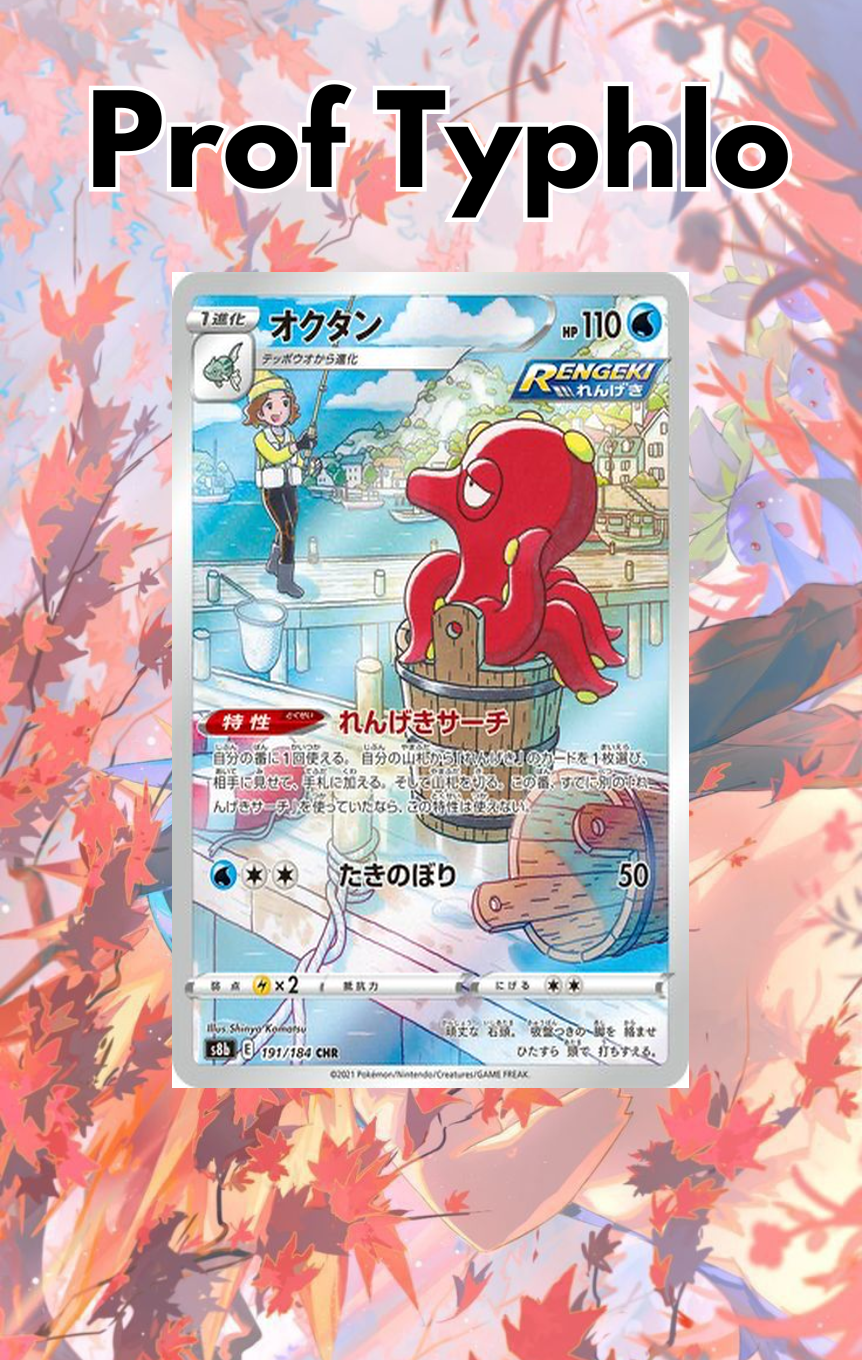 Prof Typhlo
1進化 オクタン HP 110
テッポウオから進化
RENGEKI
れんげき
特性 とくせい れんげきサーチ
自分の番に1回使える。自分の山札から「れんげき」のカードを1枚選び、
相手に見せて、手札に加える。そして山札を切る。この番、すでに別の「れ
んげきサーチ」を使っていたなら、この特性は使えない。
たきのぼり 50
弱点 ×2 抵抗力 にげる
Illus. Shinya Komatsu
頑丈な 石頭。 吸盤つきの 脚を 絡ませ
ひたすら 頭で 打ちすえる。
s8b E 191/184 CHR
©2021 Pokémon/Nintendo/Creatures/GAME FREAK.